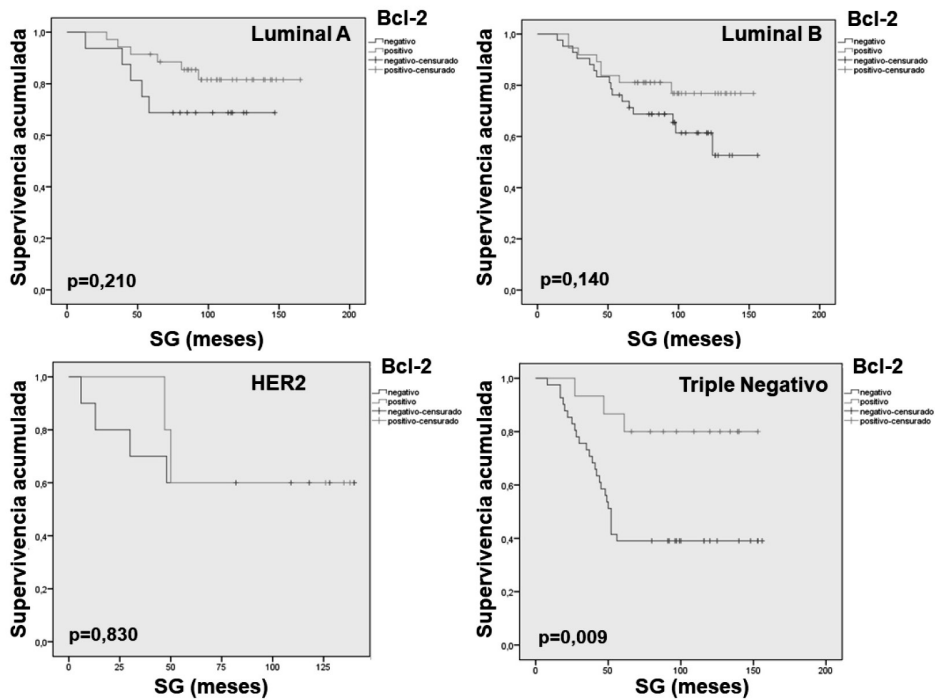 Bcl-2
Luminal A
negativo
positivo
negativo-censurado
positivo-censurado
Supervivencia acumulada
1,0
0,8
0,6
0,4
0,2
0,0
p=0,210
0
50
100
150
200
SG (meses)
Bcl-2
Luminal B
negativo
positivo
negativo-censurado
positivo-censurado
Supervivencia acumulada
1,0
0,8
0,6
0,4
0,2
0,0
p=0,140
0
50
100
150
200
SG (meses)
Bcl-2
HER2
negativo
positivo
negativo-censurado
positivo-censurado
Supervivencia acumulada
1,0
0,8
0,6
0,4
0,2
0,0
p=0,830
0
25
50
75
100
125
SG (meses)
Bcl-2
Triple Negativo
negativo
positivo
negativo-censurado
positivo-censurado
Supervivencia acumulada
1,0
0,8
0,6
0,4
0,2
0,0
p=0,009
0
50
100
150
200
SG (meses)